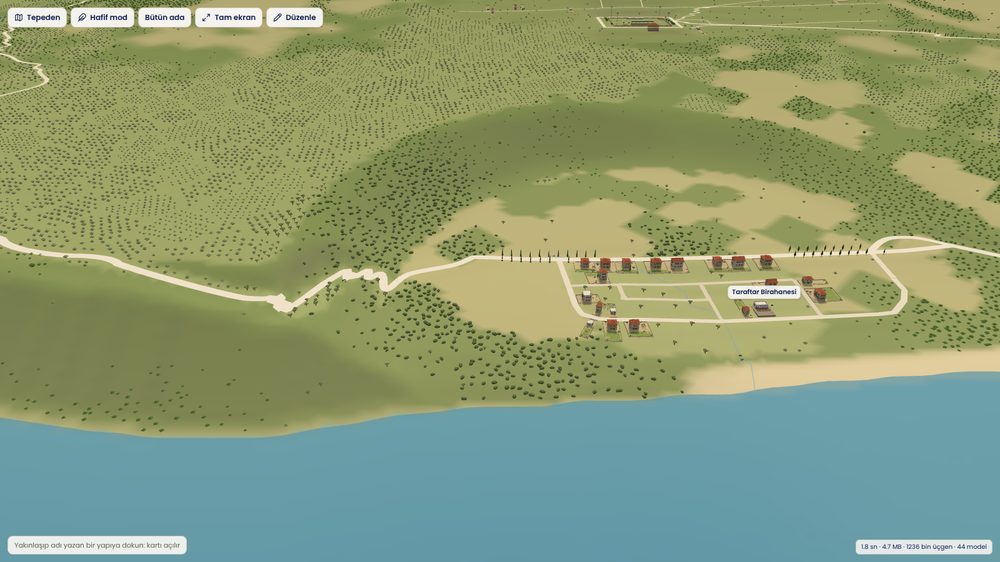 Tepeden
Hafif mod
Bütün ada
Tam ekran
Düzenle
Taraftar Birahanesi
Yakınlaşıp adı yazan bir yapıya dokun: kartı açılır
1.8 sn · 4.7 MB · 1236 bin üçgen · 44 model